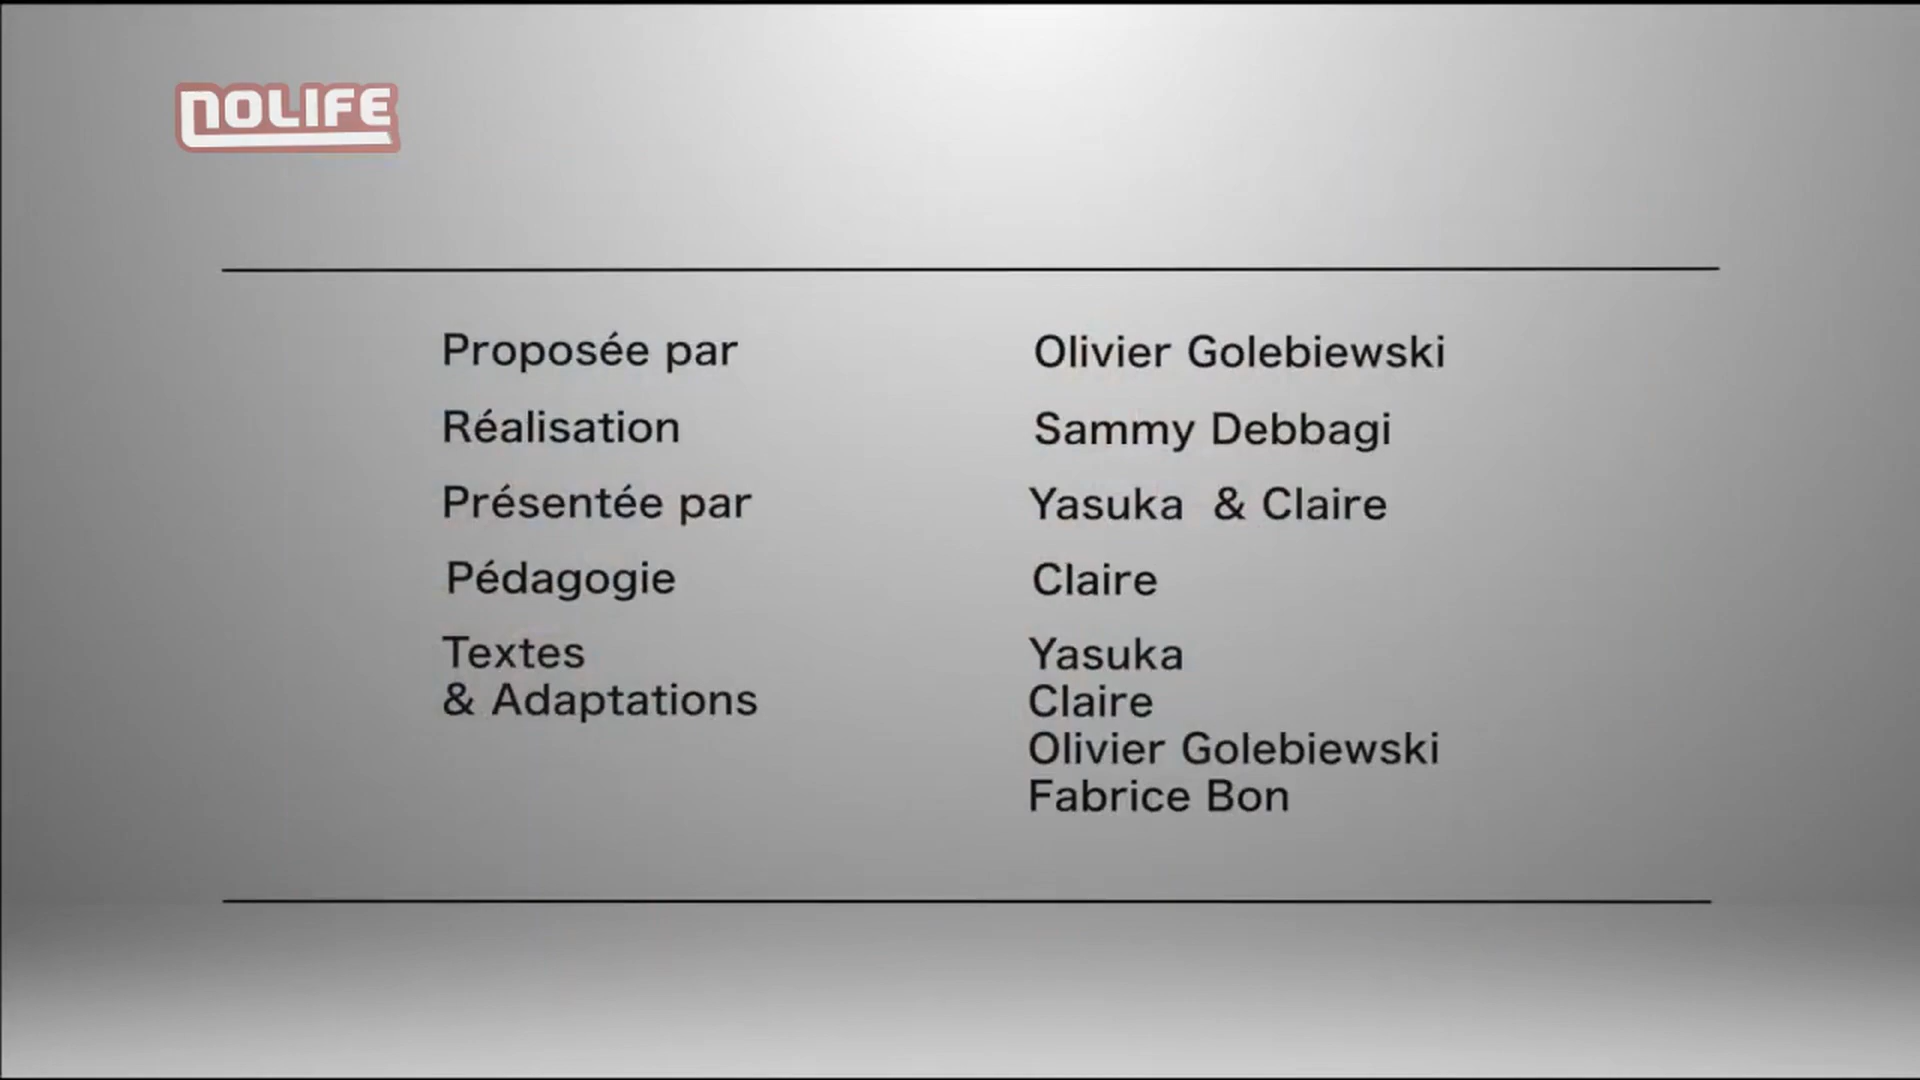 NOLIFE
Proposée par Olivier Golebiewski
Réalisation Sammy Debbagi
Présentée par Yasuka & Claire
Pédagogie Claire
Textes Yasuka
& Adaptations Claire
Olivier Golebiewski
Fabrice Bon